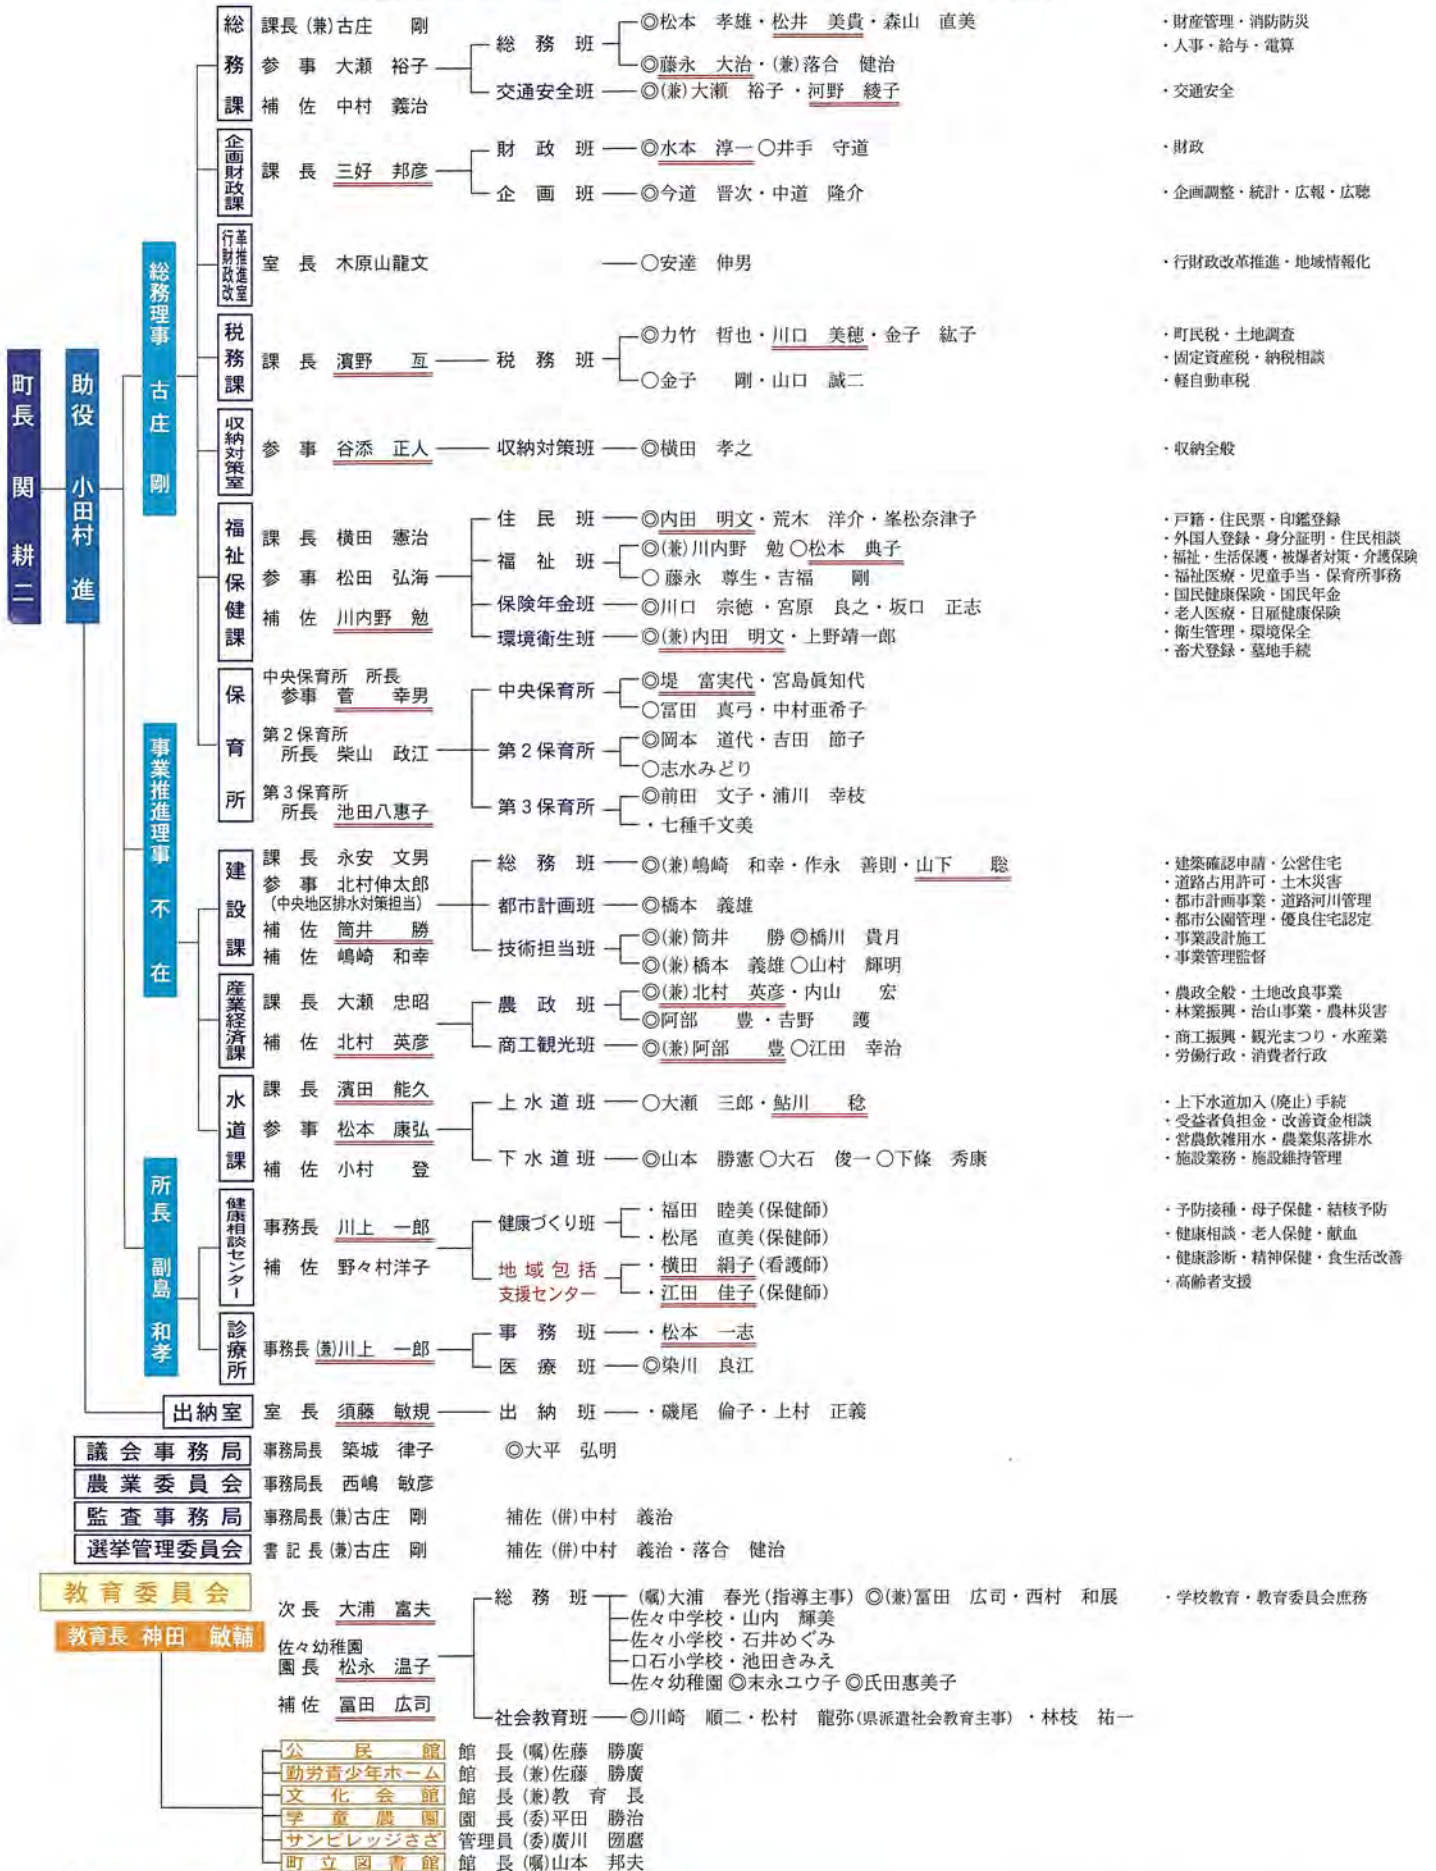 町長 関 耕二
助役 小田村 進
総務理事 古庄 剛
総務課
課長 (兼)古庄 剛
参事 大瀬 裕子
補佐 中村 義治
総務班
◎松本 孝雄・松井 美貴・森山 直美
◎藤永 大治・(兼)落合 健治
交通安全班
◎(兼)大瀬 裕子・河野 綾子
・財産管理・消防防災
・人事・給与・電算
・交通安全
企画財政課
課長 三好 邦彦
財政班
◎水本 淳一 〇井手 守道
企画班
◎今道 晋次・中道 隆介
・財政
・企画調整・統計・広報・広聴
行財政改革推進室
室長 木原山龍文
〇安達 伸男
・行財政改革推進・地域情報化
税務課
課長 濵野 亙
税務班
◎力竹 哲也・川口 美穂・金子 紘子
〇金子 剛・山口 誠二
・町民税・土地調査
・固定資産税・納税相談
・軽自動車税
収納対策室
参事 谷添 正人
収納対策班
◎横田 孝之
・収納全般
福祉保健課
課長 横田 憲治
参事 松田 弘海
補佐 川内野 勉
住民班
◎内田 明文・荒木 洋介・峯松奈津子
福祉班
◎(兼)川内野 勉 〇松本 典子
〇藤永 尊生・吉福 剛
保険年金班
◎川口 宗徳・宮原 良之・坂口 正志
環境衛生班
◎(兼)内田 明文・上野靖一郎
・戸籍・住民票・印鑑登録
・外国人登録・身分証明・住民相談
・福祉・生活保護・被爆者対策・介護保険
・福祉医療・児童手当・保育所事務
・国民健康保険・国民年金
・老人医療・日雇健康保険
・衛生管理・環境保全
・畜犬登録・墓地手続
保育所
中央保育所 所長
参事 菅 幸男
第2保育所
所長 柴山 政江
第3保育所
所長 池田八惠子
中央保育所
◎堤 富実代・宮島眞知代
〇冨田 真弓・中村亜希子
第2保育所
◎岡本 道代・吉田 節子
〇志水みどり
第3保育所
◎前田 文子・浦川 幸枝
・七種千文美
事業推進理事 不在
建設課
課長 永安 文男
参事 北村伸太郎
(中央地区排水対策担当)
補佐 筒井 勝
補佐 嶋崎 和幸
総務班
◎(兼)嶋崎 和幸・作永 善則・山下 聡
都市計画班
◎橋本 義雄
技術担当班
◎(兼)筒井 勝 ◎橋川 貴月
◎(兼)橋本 義雄 〇山村 輝明
・建築確認申請・公営住宅
・道路占用許可・土木災害
・都市計画事業・道路河川管理
・都市公園管理・優良住宅認定
・事業設計施工
・事業管理監督
産業経済課
課長 大瀬 忠昭
補佐 北村 英彦
農政班
◎(兼)北村 英彦・内山 宏
◎阿部 豊・吉野 護
商工観光班
◎(兼)阿部 豊 〇江田 幸治
・農政全般・土地改良事業
・林業振興・治山事業・農林災害
・商工振興・観光まつり・水産業
・労働行政・消費者行政
水道課
課長 濵田 能久
参事 松本 康弘
補佐 小村 登
上水道班
〇大瀬 三郎・鮎川 稔
下水道班
◎山本 勝憲 〇大石 俊一 〇下條 秀康
・上下水道加入(廃止)手続
・受益者負担金・改善資金相談
・営農飲雑用水・農業集落排水
・施設業務・施設維持管理
所長 副島 和孝
健康相談センター
事務長 川上 一郎
補佐 野々村洋子
健康づくり班
・福田 睦美(保健師)
・松尾 直美(保健師)
地域包括支援センター
・横田 絹子(看護師)
・江田 佳子(保健師)
・予防接種・母子保健・結核予防
・健康相談・老人保健・献血
・健康診断・精神保健・食生活改善
・高齢者支援
診療所
事務長 (兼)川上 一郎
事務班
・松本 一志
医療班
◎染川 良江
出納室
室長 須藤 敏規
出納班
・磯尾 倫子・上村 正義
議会事務局
事務局長 築城 律子
◎大平 弘明
農業委員会
事務局長 西嶋 敏彦
監査事務局
事務局長 (兼)古庄 剛
補佐 (併)中村 義治
選挙管理委員会
書記長 (兼)古庄 剛
補佐 (併)中村 義治・落合 健治
教育委員会
教育長 神田 敏輔
次長 大浦 富夫
佐々幼稚園
園長 松永 温子
補佐 冨田 広司
総務班
(嘱)大浦 春光(指導主事) ◎(兼)冨田 広司・西村 和展
佐々中学校・山内 輝美
佐々小学校・石井めぐみ
口石小学校・池田きみえ
佐々幼稚園 ◎末永ユウ子 ◎氏田惠美子
社会教育班
◎川崎 順二・松村 龍弥(県派遣社会教育主事)・林枝 祐一
・学校教育・教育委員会庶務
公民館 館長 (嘱)佐藤 勝廣
勤労青少年ホーム 館長 (兼)佐藤 勝廣
文化会館 館長 (兼)教育長
学童農園 園長 (委)平田 勝治
サンビレッジさざ 管理員 (委)廣川
町立図書館 館長 (嘱)山本 邦夫